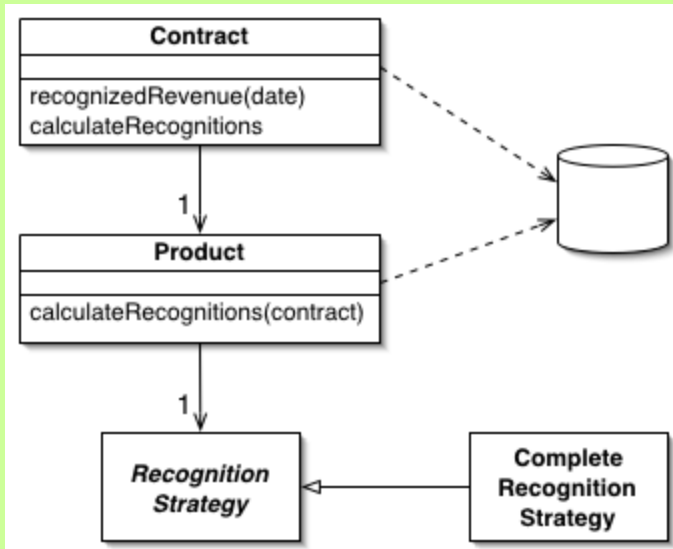 Contract
recognizedRevenue(date)
calculateRecognitions
1
Product
calculateRecognitions(contract)
1
Recognition
Strategy
Complete
Recognition
Strategy